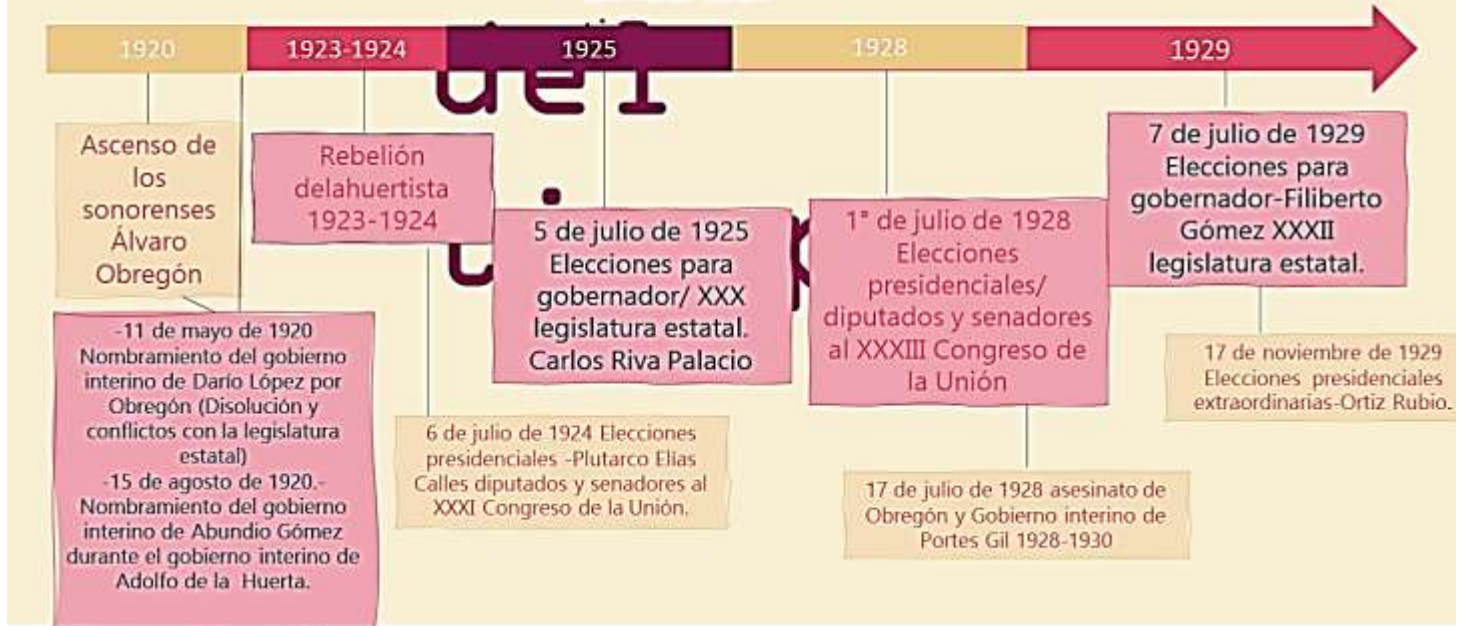 1920
1923-1924
1925
1928
1929
del
Ascenso de
los
sonorenses
Álvaro
Obregón
-11 de mayo de 1920
Nombramiento del gobierno
interino de Darío López por
Obregón (Disolución y
conflictos con la legislatura
estatal)
-15 de agosto de 1920.-
Nombramiento del gobierno
interino de Abundio Gómez
durante el gobierno interino de
Adolfo de la Huerta.
Rebelión
delahuertista
1923-1924
6 de julio de 1924 Elecciones
presidenciales -Plutarco Elías
Calles diputados y senadores al
XXXI Congreso de la Unión.
5 de julio de 1925
Elecciones para
gobernador/ XXX
legislatura estatal.
Carlos Riva Palacio
1° de julio de 1928
Elecciones
presidenciales/
diputados y senadores
al XXXIII Congreso de
la Unión
17 de julio de 1928 asesinato de
Obregón y Gobierno interino de
Portes Gil 1928-1930
7 de julio de 1929
Elecciones para
gobernador-Filiberto
Gómez XXXII
legislatura estatal.
17 de noviembre de 1929
Elecciones presidenciales
extraordinarias-Ortiz Rubio.